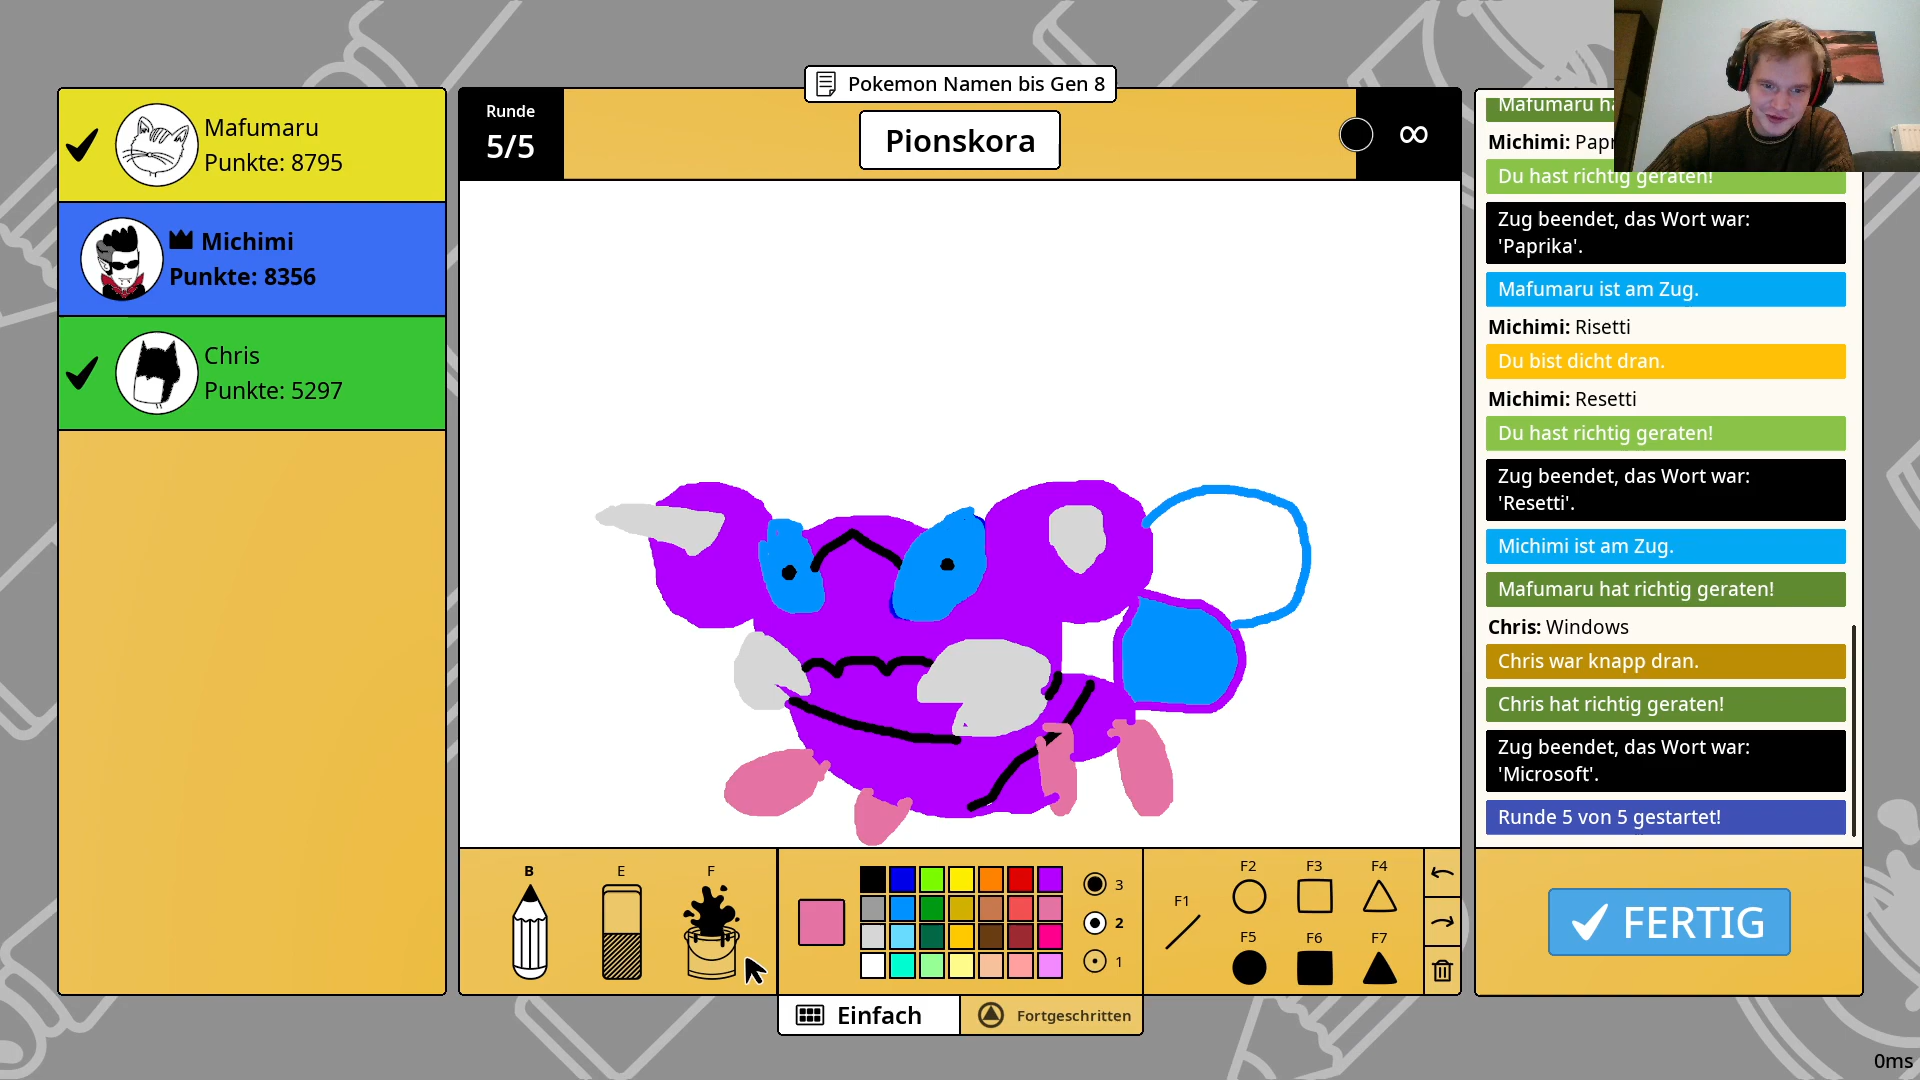 Pokemon Namen bis Gen 8
Runde
5/5
Pionskora
∞
Mafumaru
Punkte: 8795
Michimi
Punkte: 8356
Chris
Punkte: 5297
Mafumaru
Michimi:
Du hast richtig geraten!
Zug beendet, das Wort war:
'Paprika'.
Mafumaru ist am Zug.
Michimi: Risetti
Du bist dicht dran.
Michimi: Resetti
Du hast richtig geraten!
Zug beendet, das Wort war:
'Resetti'.
Michimi ist am Zug.
Mafumaru hat richtig geraten!
Chris: Windows
Chris war knapp dran.
Chris hat richtig geraten!
Zug beendet, das Wort war:
'Microsoft'.
Runde 5 von 5 gestartet!
B
E
F
3
2
1
F1
F2
F3
F4
F5
F6
F7
FERTIG
Einfach
Fortgeschritten
0ms